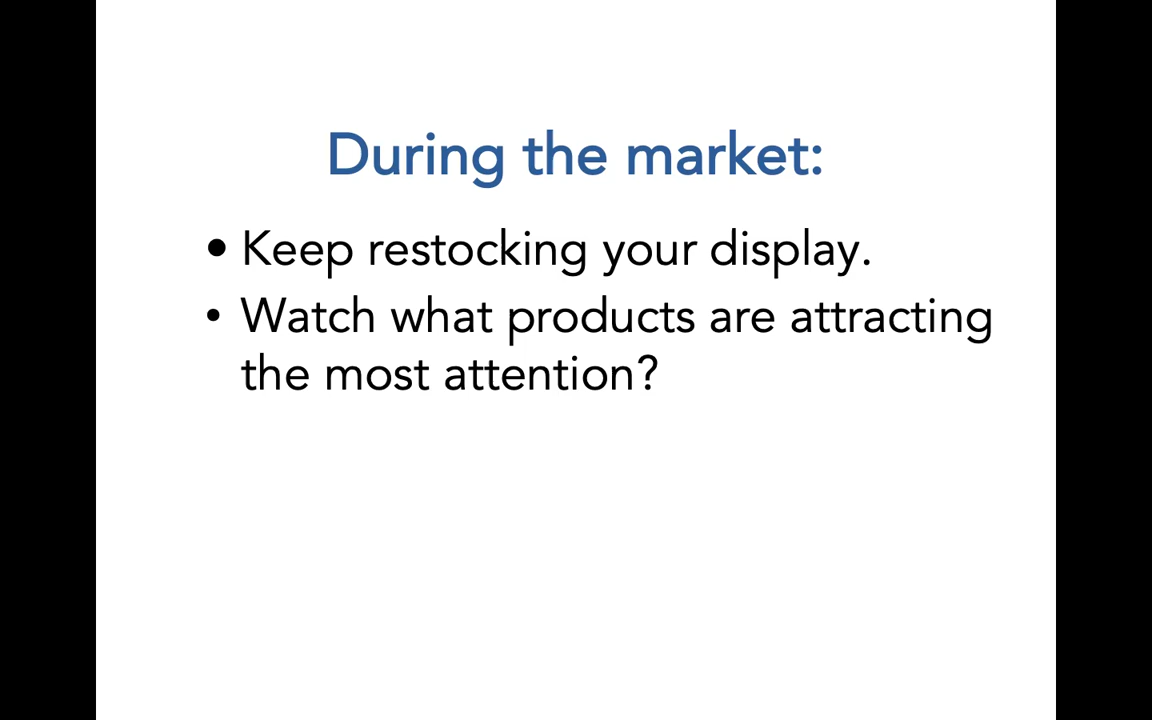 During the market:
• Keep restocking your display.
• Watch what products are attracting
the most attention?